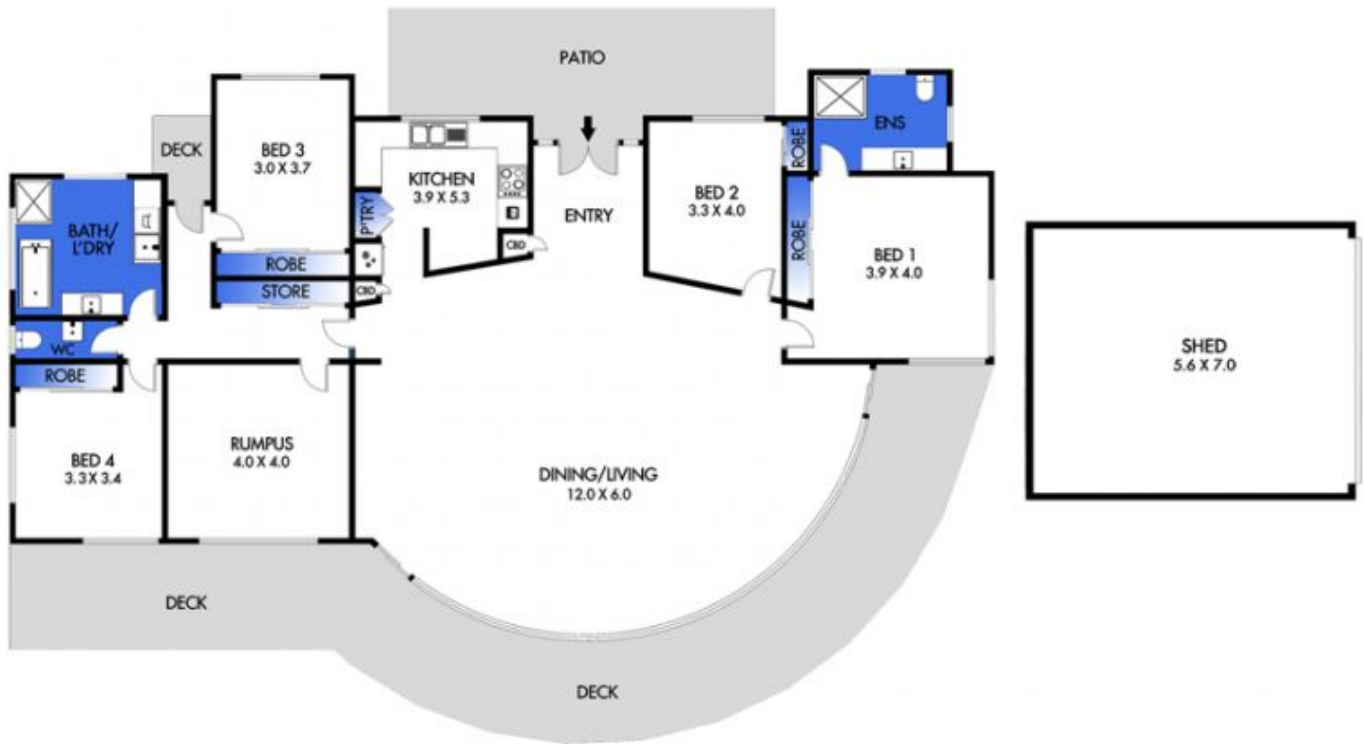 PATIO
ENS
DECK
BED 3
3.0 X 3.7
KITCHEN
3.9 X 5.3
P'TRY
ENTRY
CBD
BED 2
3.3 X 4.0
ROBE
ROBE
BED 1
3.9 X 4.0
BATH/
L'DRY
ROBE
STORE
CBD
WC
ROBE
BED 4
3.3 X 3.4
RUMPUS
4.0 X 4.0
DINING/LIVING
12.0 X 6.0
SHED
5.6 X 7.0
DECK
DECK